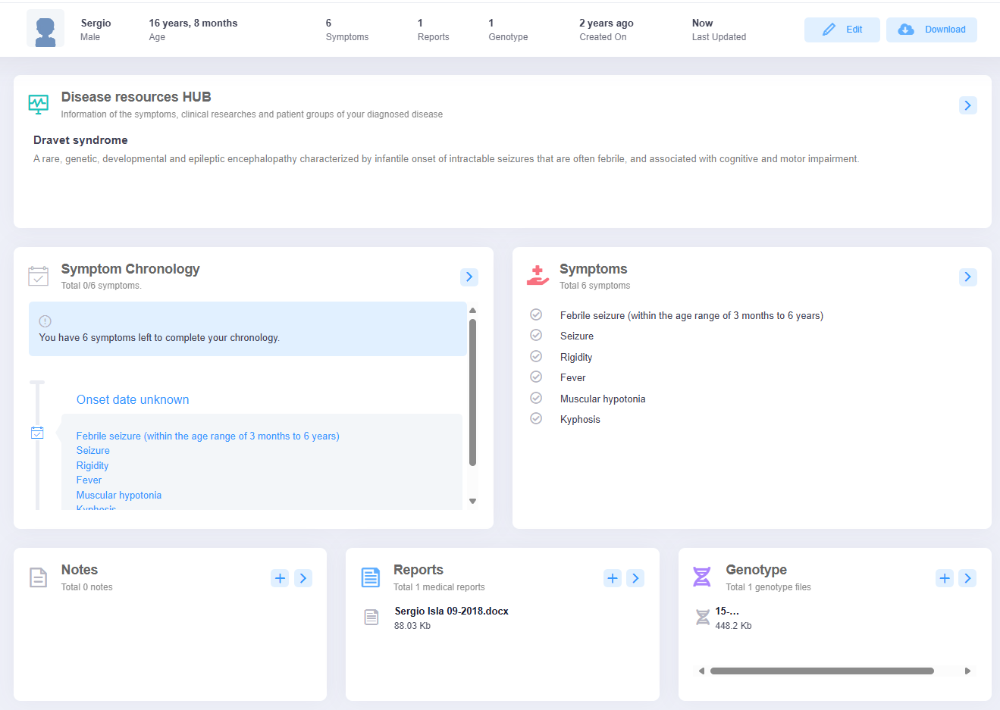 Sergio
Male
16 years, 8 months
Age
6
Symptoms
1
Reports
1
Genotype
2 years ago
Created On
Now
Last Updated
Edit
Download
Disease resources HUB
Information of the symptoms, clinical researches and patient groups of your diagnosed disease
Dravet syndrome
A rare, genetic, developmental and epileptic encephalopathy characterized by infantile onset of intractable seizures that are often febrile, and associated with cognitive and motor impairment.
Symptom Chronology
Total 0/6 symptoms.
You have 6 symptoms left to complete your chronology.
Onset date unknown
Febrile seizure (within the age range of 3 months to 6 years)
Seizure
Rigidity
Fever
Muscular hypotonia
Kyphosis
Symptoms
Total 6 symptoms
Febrile seizure (within the age range of 3 months to 6 years)
Seizure
Rigidity
Fever
Muscular hypotonia
Kyphosis
Notes
Total 0 notes
Reports
Total 1 medical reports
Sergio Isla 09-2018.docx
88.03 Kb
Genotype
Total 1 genotype files
15-...
448.2 Kb